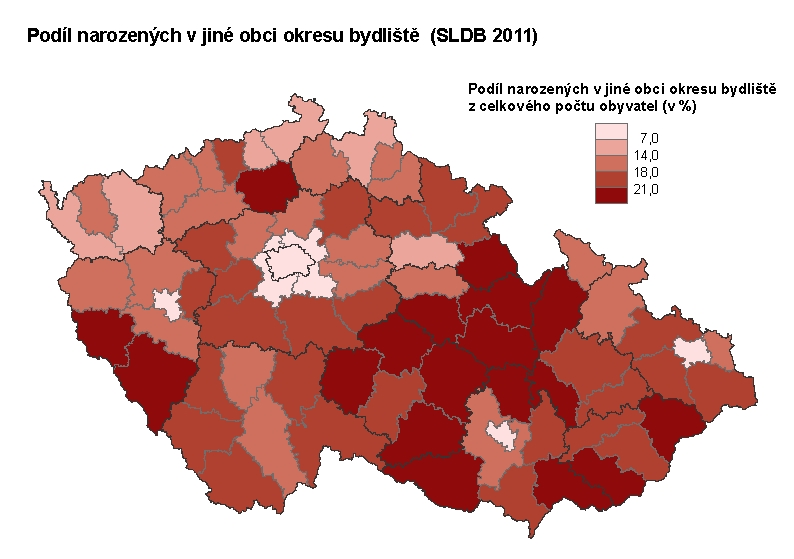 Podíl narozených v jiné obci okresu bydliště (SLDB 2011)
Podíl narozených v jiné obci okresu bydliště
z celkového počtu obyvatel (v %)
7,0
14,0
18,0
21,0